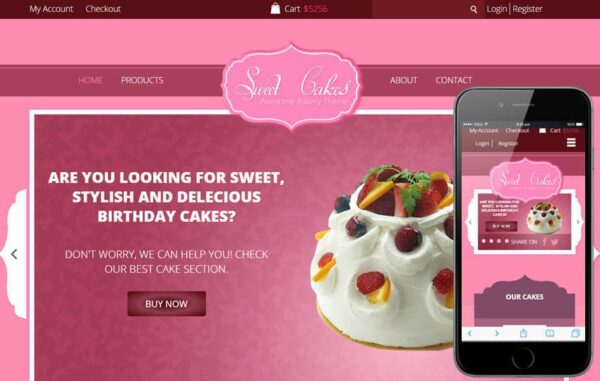 My Account Checkout Cart $5256 Login Register
HOME PRODUCTS ABOUT CONTACT
Sweet Cakes
Awesome Bakery Theme
ARE YOU LOOKING FOR SWEET,
STYLISH AND DELECIOUS
BIRTHDAY CAKES?
DON'T WORRY, WE CAN HELP YOU! CHECK
OUR BEST CAKE SECTION.
BUY NOW
My Account Checkout Cart $5256
Login Register
Sweet Cakes
ARE YOU LOOKING FOR
SWEET, STYLISH AND
DELECIOUS BIRTHDAY
CAKES?
BUY NOW
SHARE ON
OUR CAKES